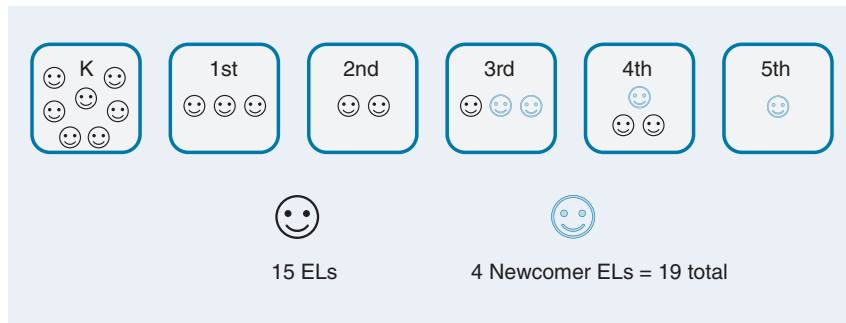 K
1st
2nd
3rd
4th
5th
15 ELs
4 Newcomer ELs = 19 total